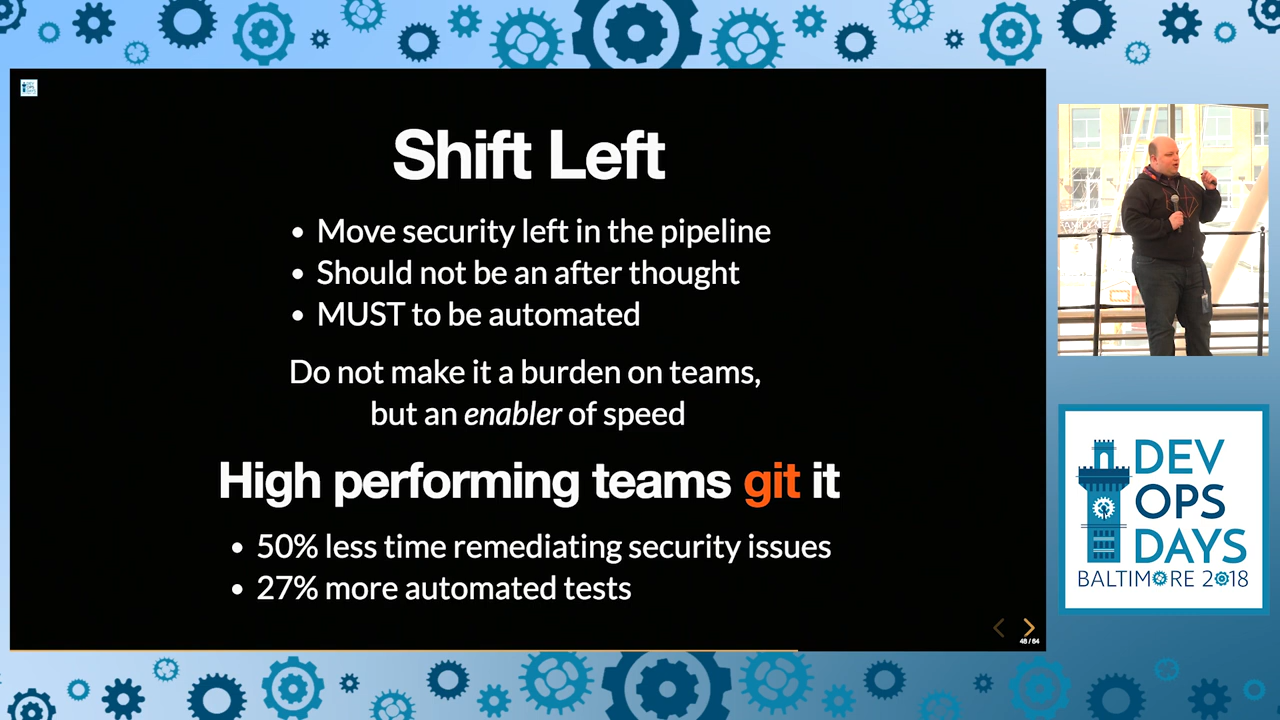 Shift Left
• Move security left in the pipeline
• Should not be an after thought
• MUST to be automated
Do not make it a burden on teams,
but an enabler of speed
High performing teams git it
• 50% less time remediating security issues
• 27% more automated tests
48 / 64
DEV
OPS
DAYS
BALTIMORE 2018